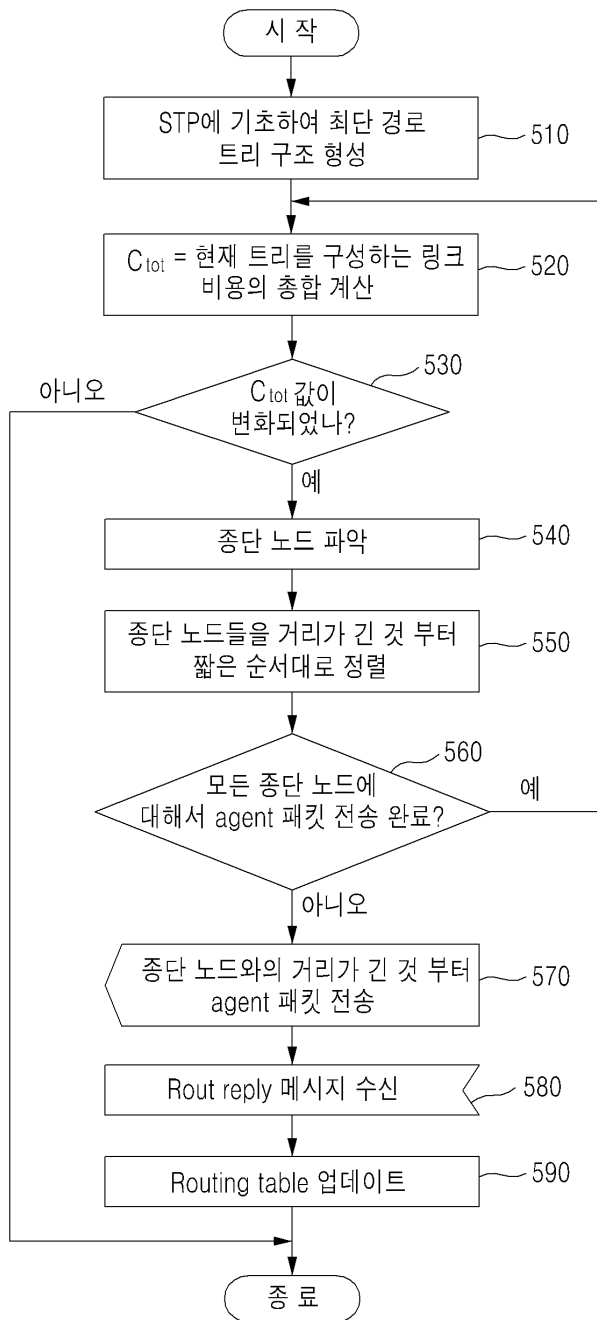 시 작
STP에 기초하여 최단 경로
트리 구조 형성
510
Ctot = 현재 트리를 구성하는 링크
비용의 총합 계산
520
530
아니오
Ctot 값이
변화되었나?
예
종단 노드 파악
540
종단 노드들을 거리가 긴 것 부터
짧은 순서대로 정렬
550
560
모든 종단 노드에
대해서 agent 패킷 전송 완료?
예
아니오
종단 노드와의 거리가 긴 것 부터
agent 패킷 전송
570
Rout reply 메시지 수신
580
Routing table 업데이트
590
종 료